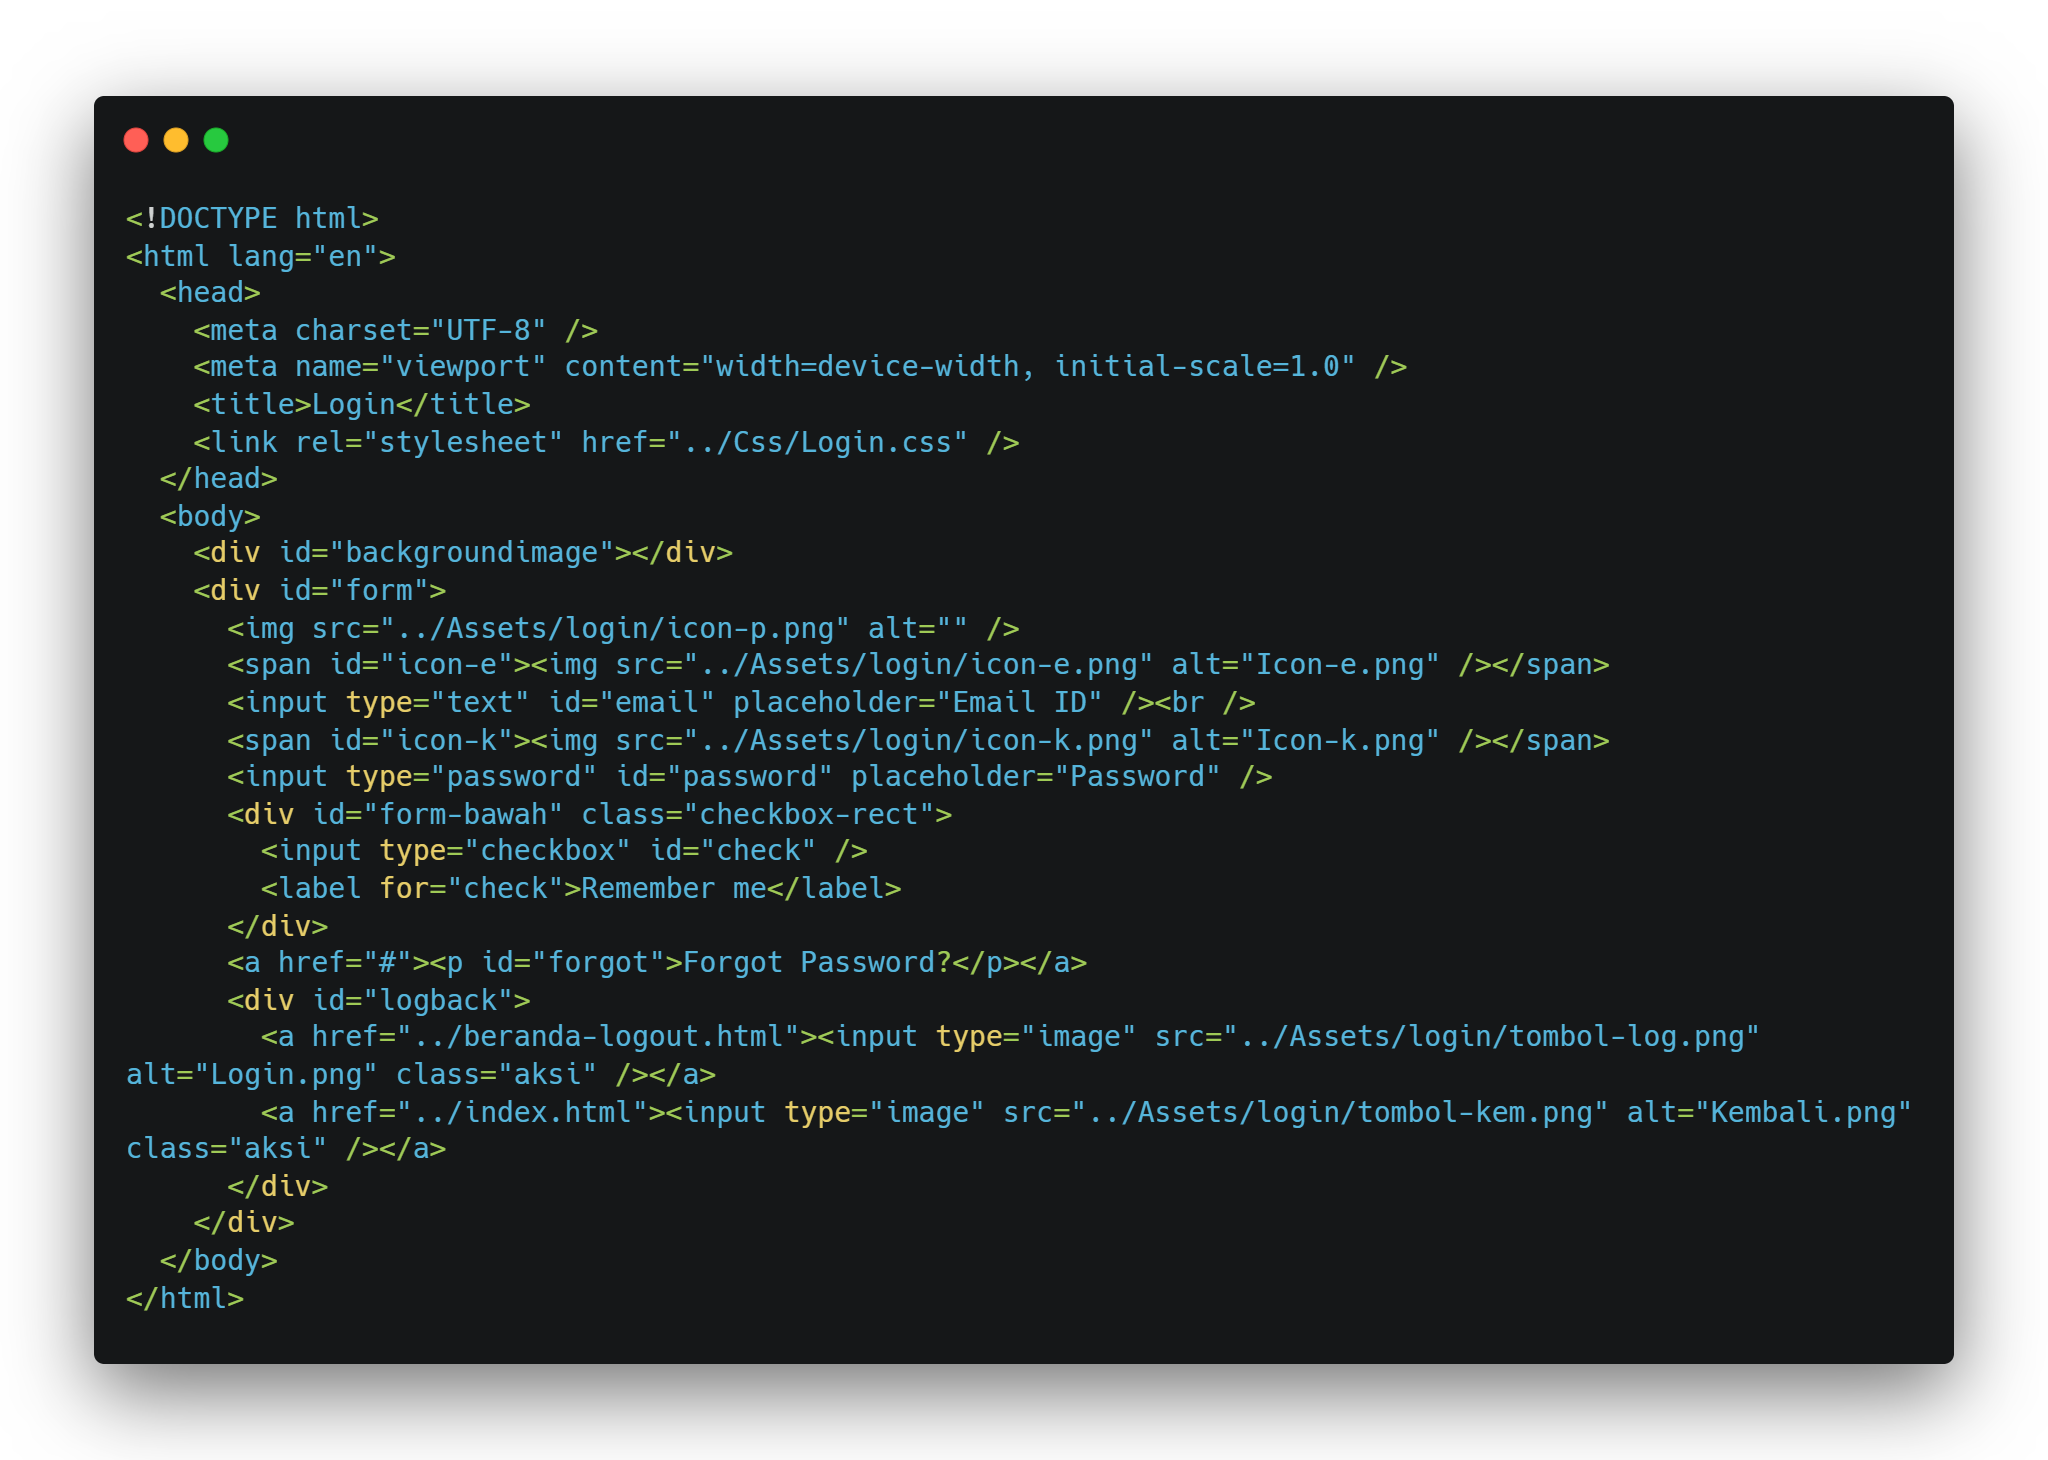 <!DOCTYPE html>
<html lang="en">
  <head>
    <meta charset="UTF-8" />
    <meta name="viewport" content="width=device-width, initial-scale=1.0" />
    <title>Login</title>
    <link rel="stylesheet" href="../Css/Login.css" />
  </head>
  <body>
    <div id="backgroundimage"></div>
    <div id="form">
      <img src="../Assets/login/icon-p.png" alt="" />
      <span id="icon-e"><img src="../Assets/login/icon-e.png" alt="Icon-e.png" /></span>
      <input type="text" id="email" placeholder="Email ID" /><br />
      <span id="icon-k"><img src="../Assets/login/icon-k.png" alt="Icon-k.png" /></span>
      <input type="password" id="password" placeholder="Password" />
      <div id="form-bawah" class="checkbox-rect">
        <input type="checkbox" id="check" />
        <label for="check">Remember me</label>
      </div>
      <a href="#"><p id="forgot">Forgot Password?</p></a>
      <div id="logback">
        <a href="../beranda-logout.html"><input type="image" src="../Assets/login/tombol-log.png"
alt="Login.png" class="aksi" /></a>
        <a href="../index.html"><input type="image" src="../Assets/login/tombol-kem.png" alt="Kembali.png"
class="aksi" /></a>
      </div>
    </div>
  </body>
</html>